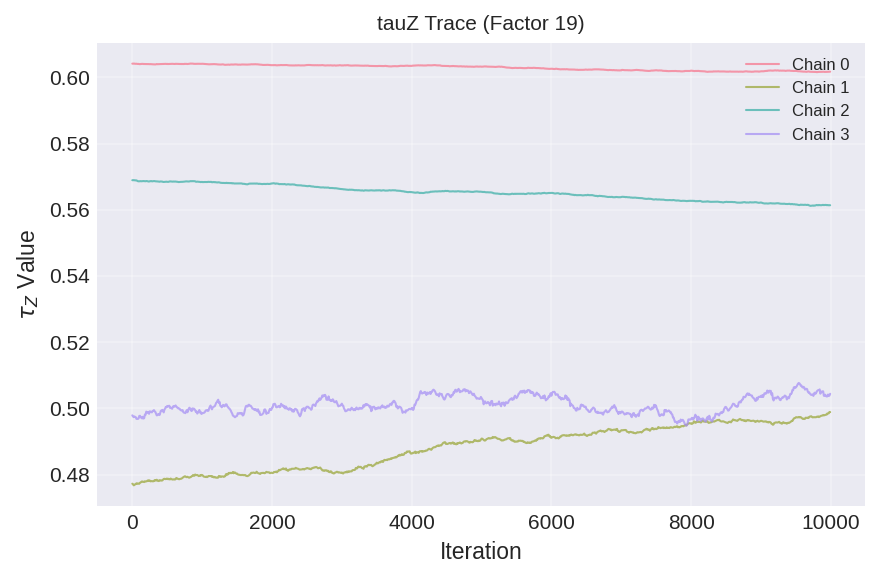 tauZ Trace (Factor 19)
Chain 0
Chain 1
Chain 2
Chain 3
0.60
0.58
0.56
0.54
0.52
0.50
0.48
τZ Value
0 2000 4000 6000 8000 10000
Iteration